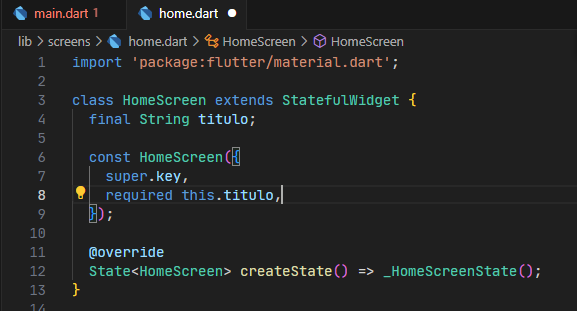 main.dart 1 home.dart
lib > screens > home.dart > HomeScreen > HomeScreen
1 import 'package:flutter/material.dart';
2
3 class HomeScreen extends StatefulWidget {
4 final String titulo;
5
6 const HomeScreen({
7 super.key,
8 required this.titulo,
9 });
10
11 @override
12 State<HomeScreen> createState() => _HomeScreenState();
13 }
14